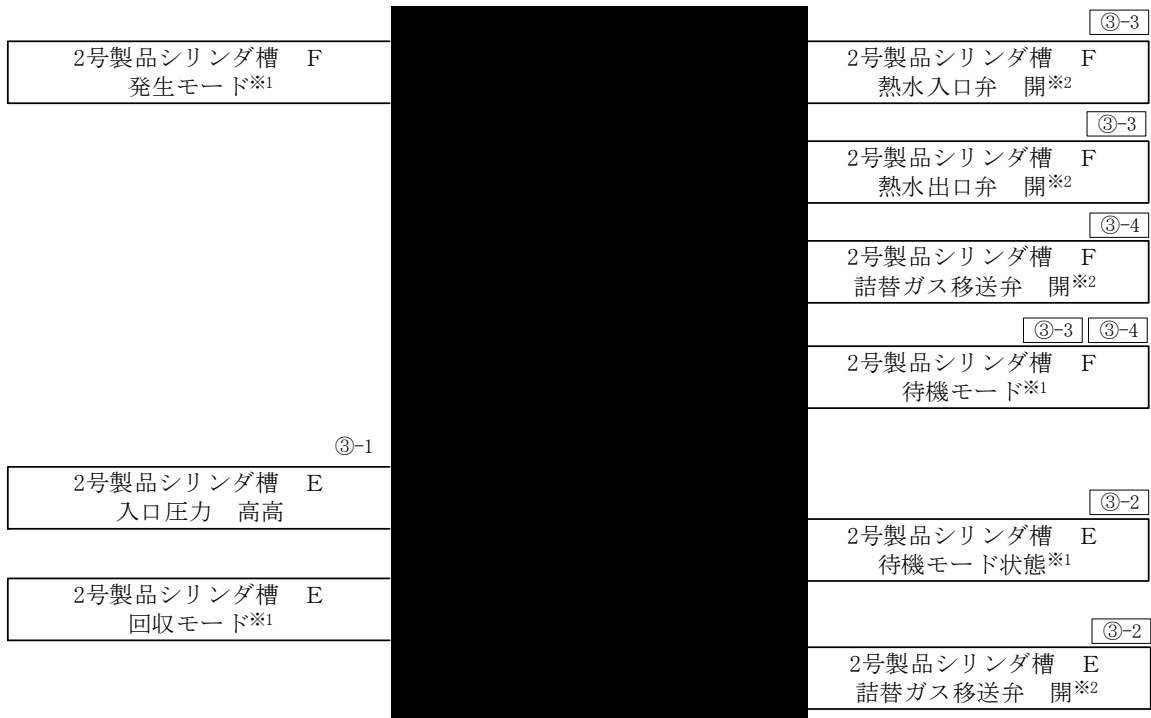 2号製品シリンダ槽　F
発生モード※1
③-1
2号製品シリンダ槽　E
入口圧力　高高
2号製品シリンダ槽　E
回収モード※1
③-3
2号製品シリンダ槽　F
熱水入口弁　開※2
③-3
2号製品シリンダ槽　F
熱水出口弁　開※2
③-4
2号製品シリンダ槽　F
詰替ガス移送弁　開※2
③-3 ③-4
2号製品シリンダ槽　F
待機モード※1
③-2
2号製品シリンダ槽　E
待機モード状態※1
③-2
2号製品シリンダ槽　E
詰替ガス移送弁　開※2